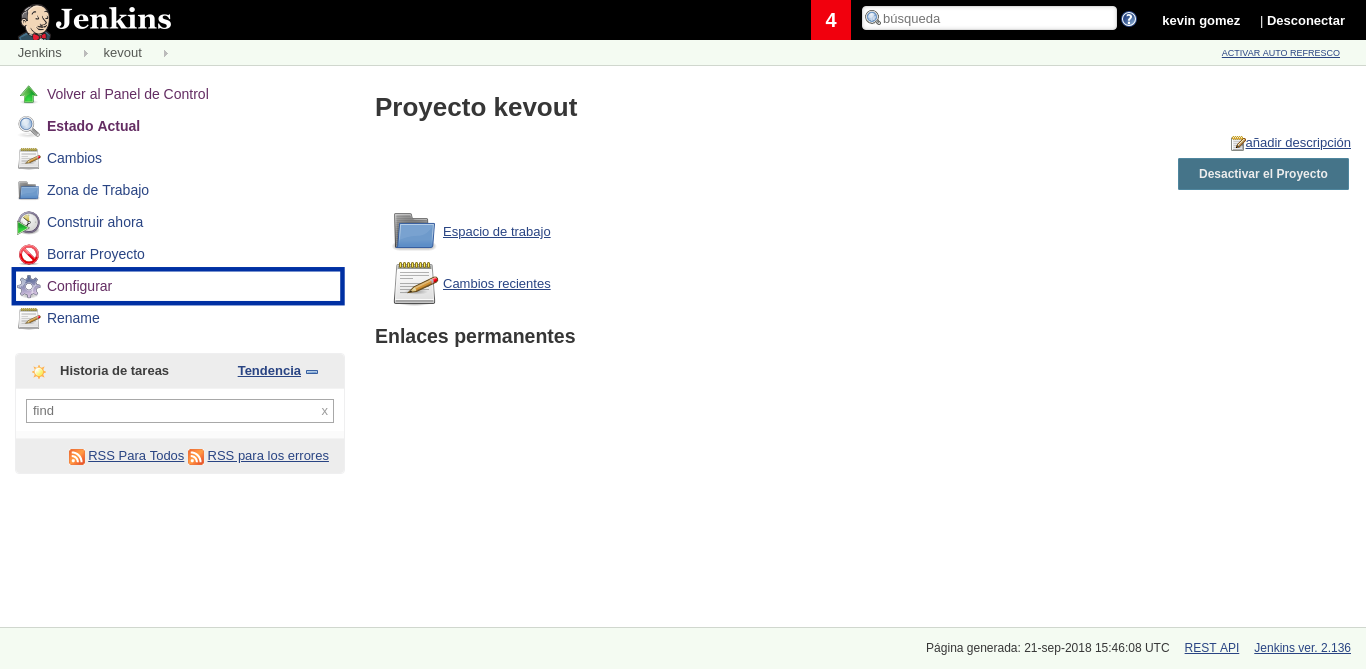 Jenkins
4
búsqueda
kevin gomez
| Desconectar
Jenkins
kevout
ACTIVAR AUTO REFRESCO
Volver al Panel de Control
Estado Actual
Cambios
Zona de Trabajo
Construir ahora
Borrar Proyecto
Configurar
Rename
Historia de tareas
Tendencia
find
x
RSS Para Todos
RSS para los errores
Proyecto kevout
añadir descripción
Desactivar el Proyecto
Espacio de trabajo
Cambios recientes
Enlaces permanentes
Página generada: 21-sep-2018 15:46:08 UTC
REST API
Jenkins ver. 2.136